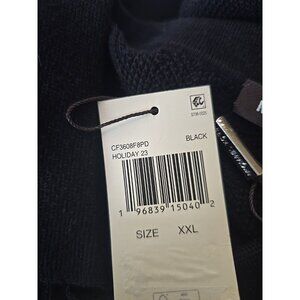 BLACK
CF3608F8PD
HOLIDAY 23
1 96839 15040 2
SIZE XXL